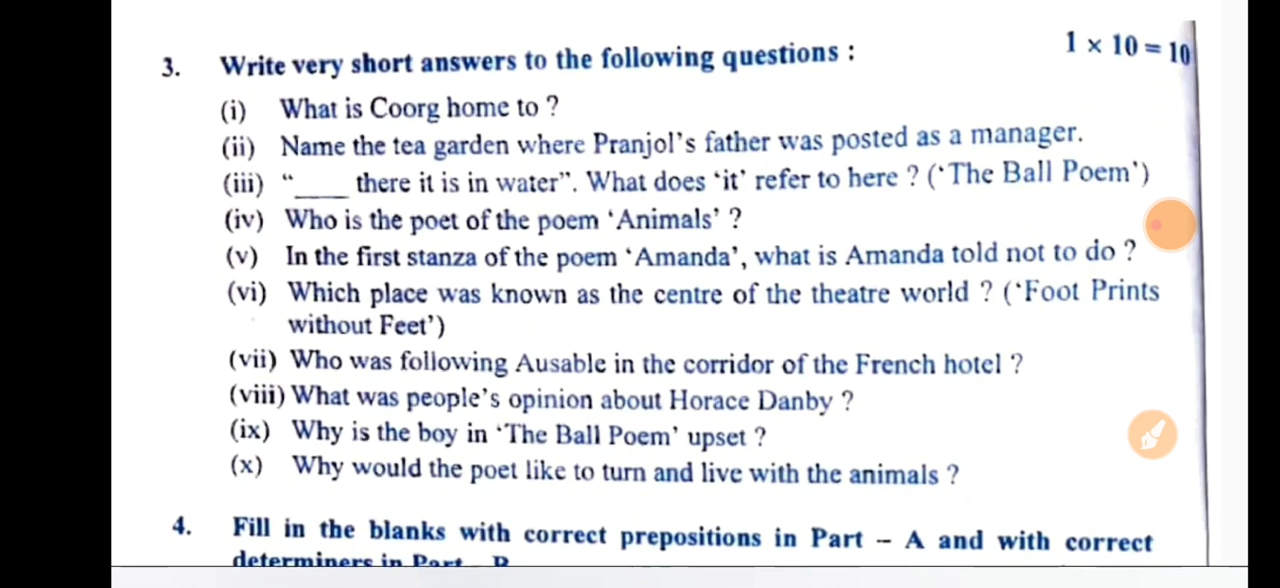 1 × 10 = 10
3. Write very short answers to the following questions :
(i) What is Coorg home to ?
(ii) Name the tea garden where Pranjol's father was posted as a manager.
(iii) "____ there it is in water". What does 'it' refer to here ? ('The Ball Poem')
(iv) Who is the poet of the poem 'Animals' ?
(v) In the first stanza of the poem 'Amanda', what is Amanda told not to do ?
(vi) Which place was known as the centre of the theatre world ? ('Foot Prints
without Feet')
(vii) Who was following Ausable in the corridor of the French hotel ?
(viii) What was people's opinion about Horace Danby ?
(ix) Why is the boy in 'The Ball Poem' upset ?
(x) Why would the poet like to turn and live with the animals ?
4. Fill in the blanks with correct prepositions in Part – A and with correct
determiners in Part – B